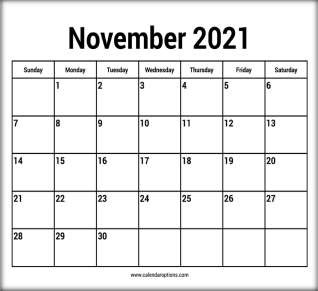 November 2021
Sunday Monday Tuesday Wednesday Thursday Friday Saturday
1 2 3 4 5 6
7 8 9 10 11 12 13
14 15 16 17 18 19 20
21 22 23 24 25 26 27
28 29 30
www.calendaroptions.com